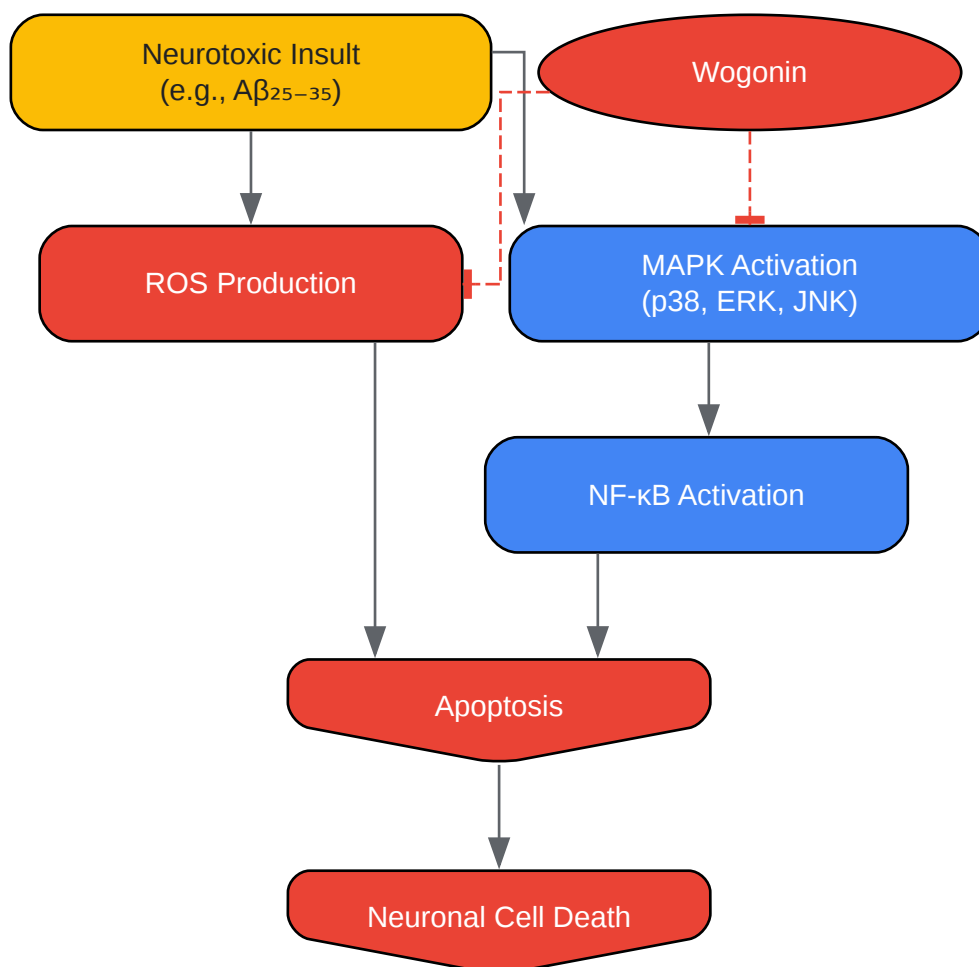 Neurotoxic Insult
(e.g., Aβ₂₅₋₃₅)
Wogonin
ROS Production
MAPK Activation
(p38, ERK, JNK)
NF-κB Activation
Apoptosis
Neuronal Cell Death